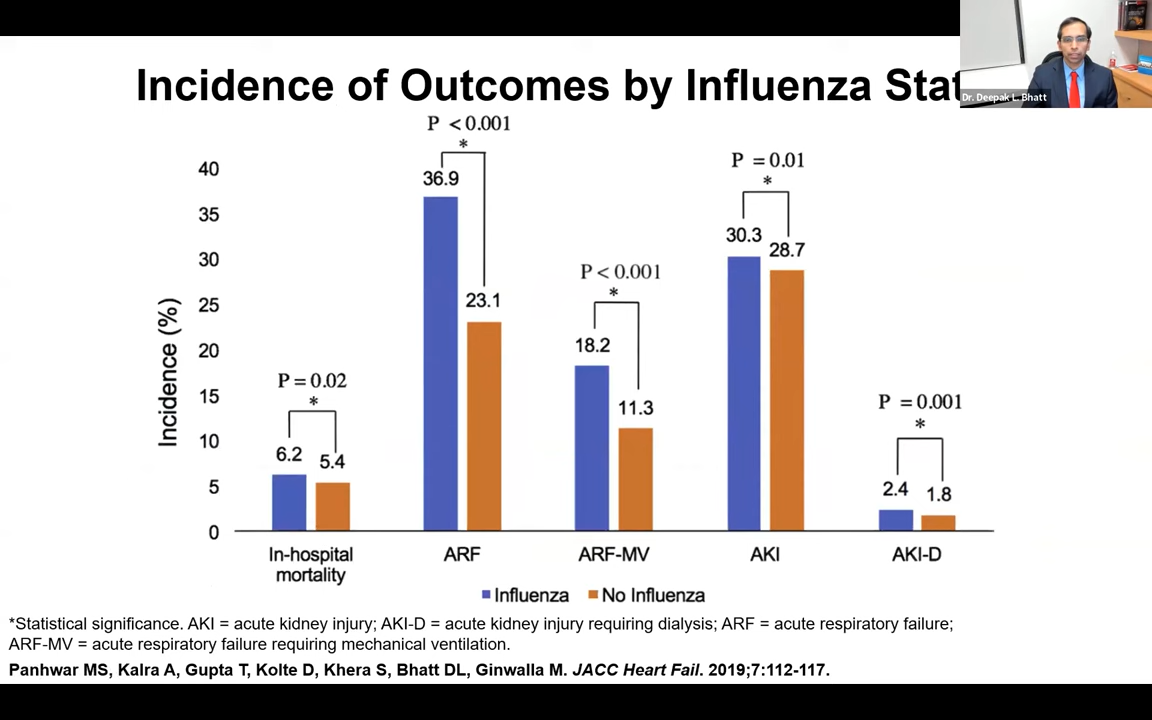 Incidence of Outcomes by Influenza Stat
Dr. Deepak L. Bhatt
P < 0.001
*
P = 0.01
*
40
36.9
35
30.3
28.7
30
P < 0.001
*
25
23.1
Incidence (%)
20
18.2
P = 0.02
*
15
11.3
P = 0.001
*
10
6.2
5.4
5
2.4
1.8
0
In-hospital
mortality
ARF
ARF-MV
AKI
AKI-D
Influenza
No Influenza
*Statistical significance. AKI = acute kidney injury; AKI-D = acute kidney injury requiring dialysis; ARF = acute respiratory failure;
ARF-MV = acute respiratory failure requiring mechanical ventilation.
Panhwar MS, Kalra A, Gupta T, Kolte D, Khera S, Bhatt DL, Ginwalla M. JACC Heart Fail. 2019;7:112-117.